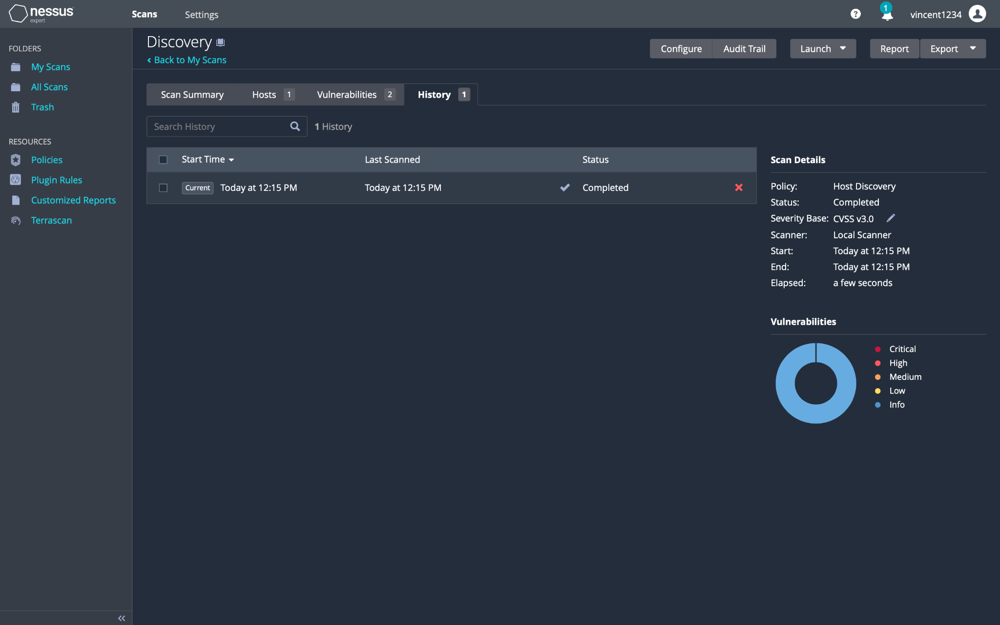 nessus
expert
Scans
Settings
1
vincent1234
FOLDERS
My Scans
All Scans
Trash
RESOURCES
Policies
Plugin Rules
Customized Reports
Terrascan
Discovery
Back to My Scans
Configure
Audit Trail
Launch
Report
Export
Scan Summary
Hosts 1
Vulnerabilities 2
History 1
Search History
1 History
Start Time
Last Scanned
Status
Current Today at 12:15 PM
Today at 12:15 PM
Completed
Scan Details
Policy: Host Discovery
Status: Completed
Severity Base: CVSS v3.0
Scanner: Local Scanner
Start: Today at 12:15 PM
End: Today at 12:15 PM
Elapsed: a few seconds
Vulnerabilities
Critical
High
Medium
Low
Info